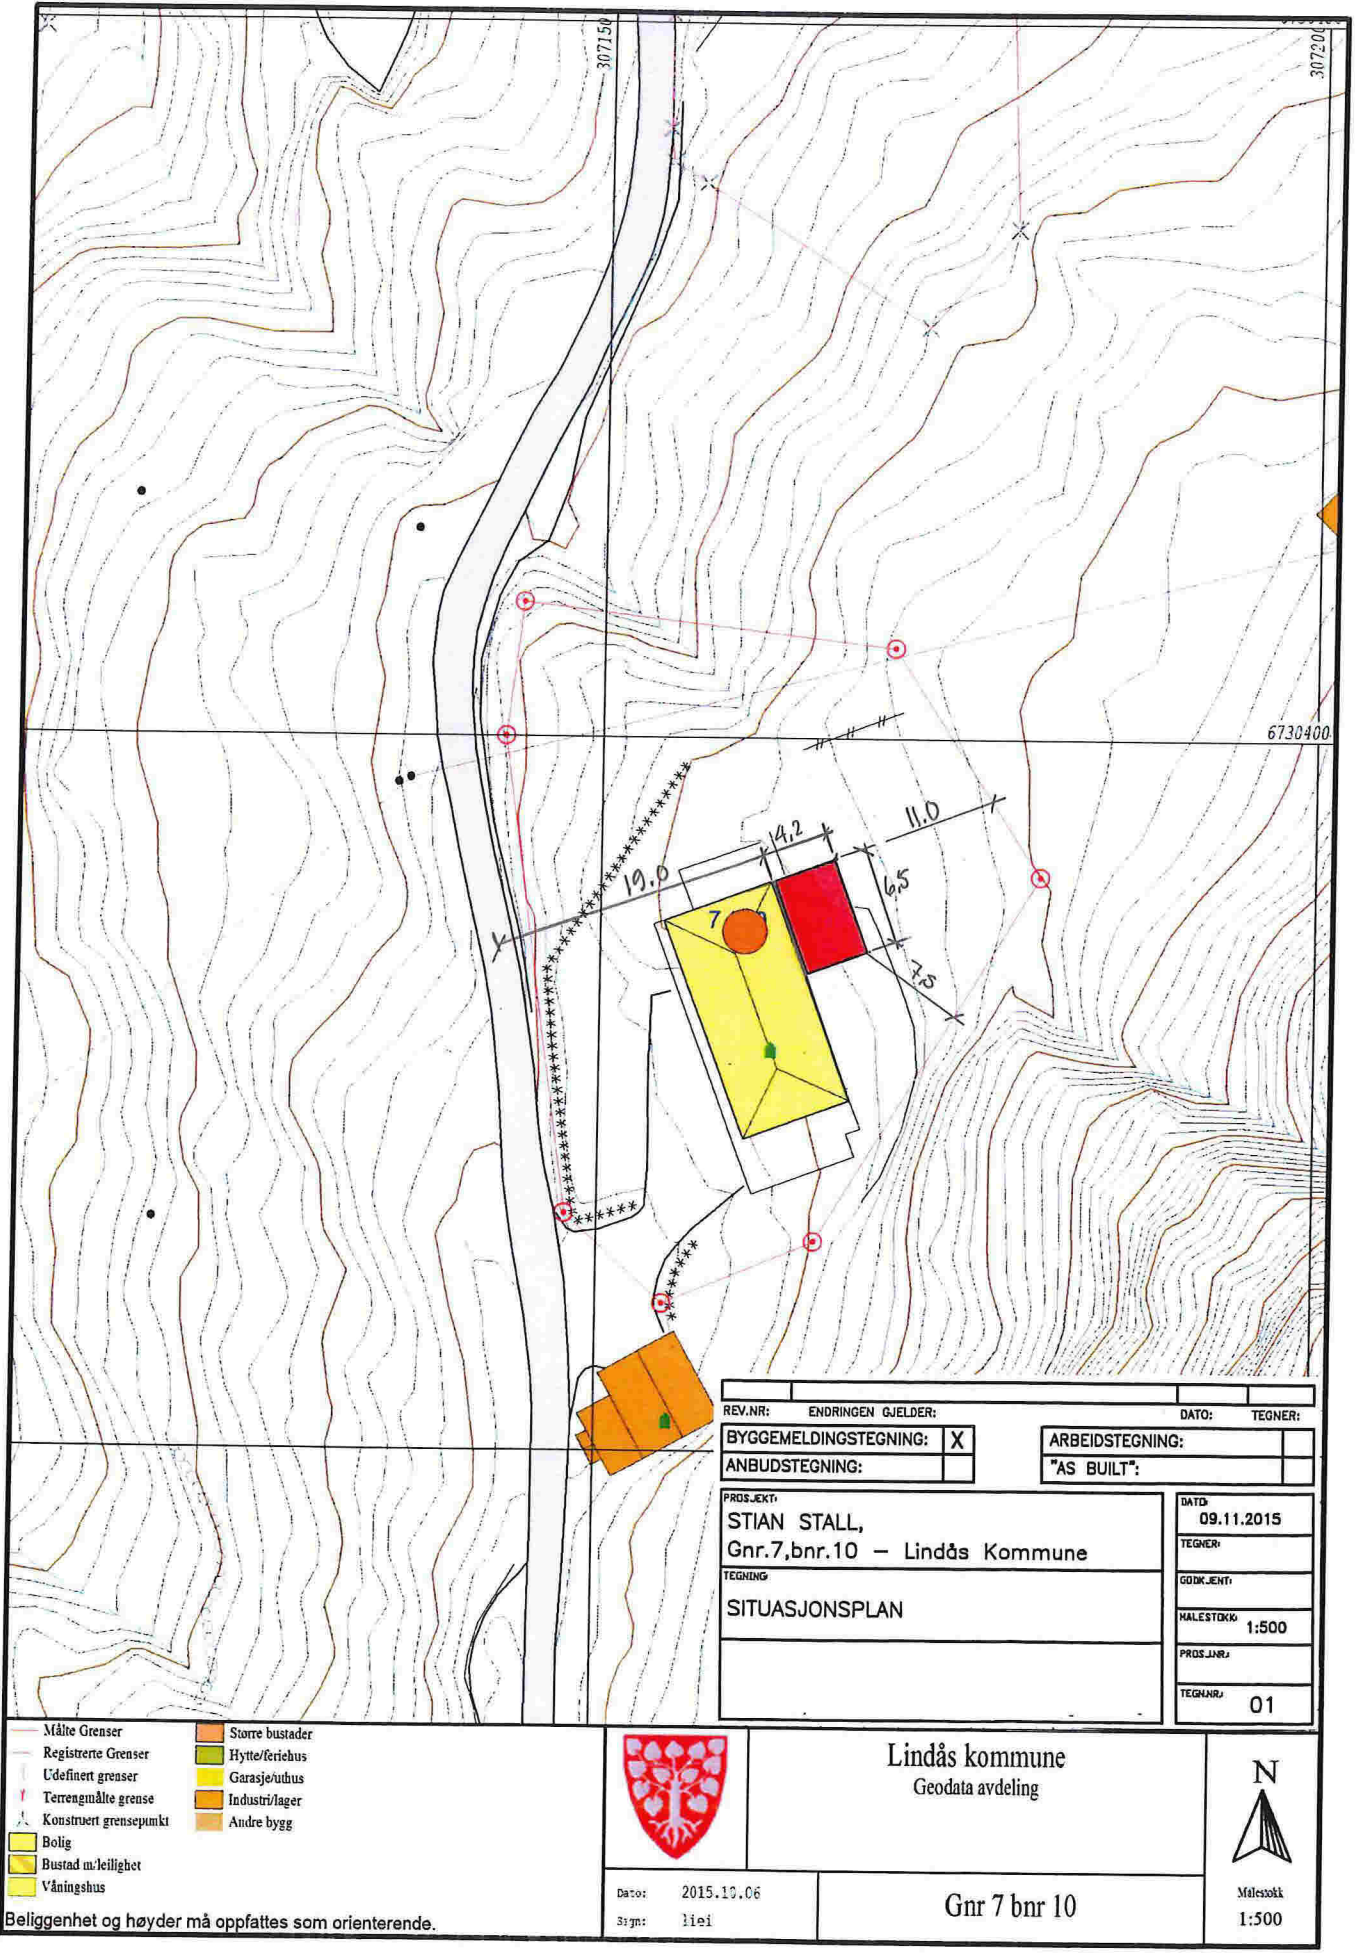 307150
307200
6730400
11.0
14,2
19.0
6,5
7,5
REV.NR: ENDRINGEN GJELDER: DATO: TEGNER:
BYGGEMELDINGSTEGNING: X
ANBUDSTEGNING:
ARBEIDSTEGNING:
"AS BUILT":
PROSJEKT:
STIAN STALL,
Gnr.7,bnr.10 – Lindås Kommune
TEGNING
SITUASJONSPLAN
DATO
09.11.2015
TEGNER:
GODKJENT:
MALESTOKK: 1:500
PROSJ.NR.:
TEGN.NR.: 01
Målte Grenser
Registrerte Grenser
Udefinert grenser
Terrengmålte grense
Konstruert grensepunkt
Bolig
Bustad m/leilighet
Våningshus
Større bustader
Hytte/feriehus
Garasje/uthus
Industri/lager
Andre bygg
Beliggenhet og høyder må oppfattes som orienterende.
Lindås kommune
Geodata avdeling
Dato: 2015.10.06
Sign: liei
Gnr 7 bnr 10
N
Målestokk
1:500